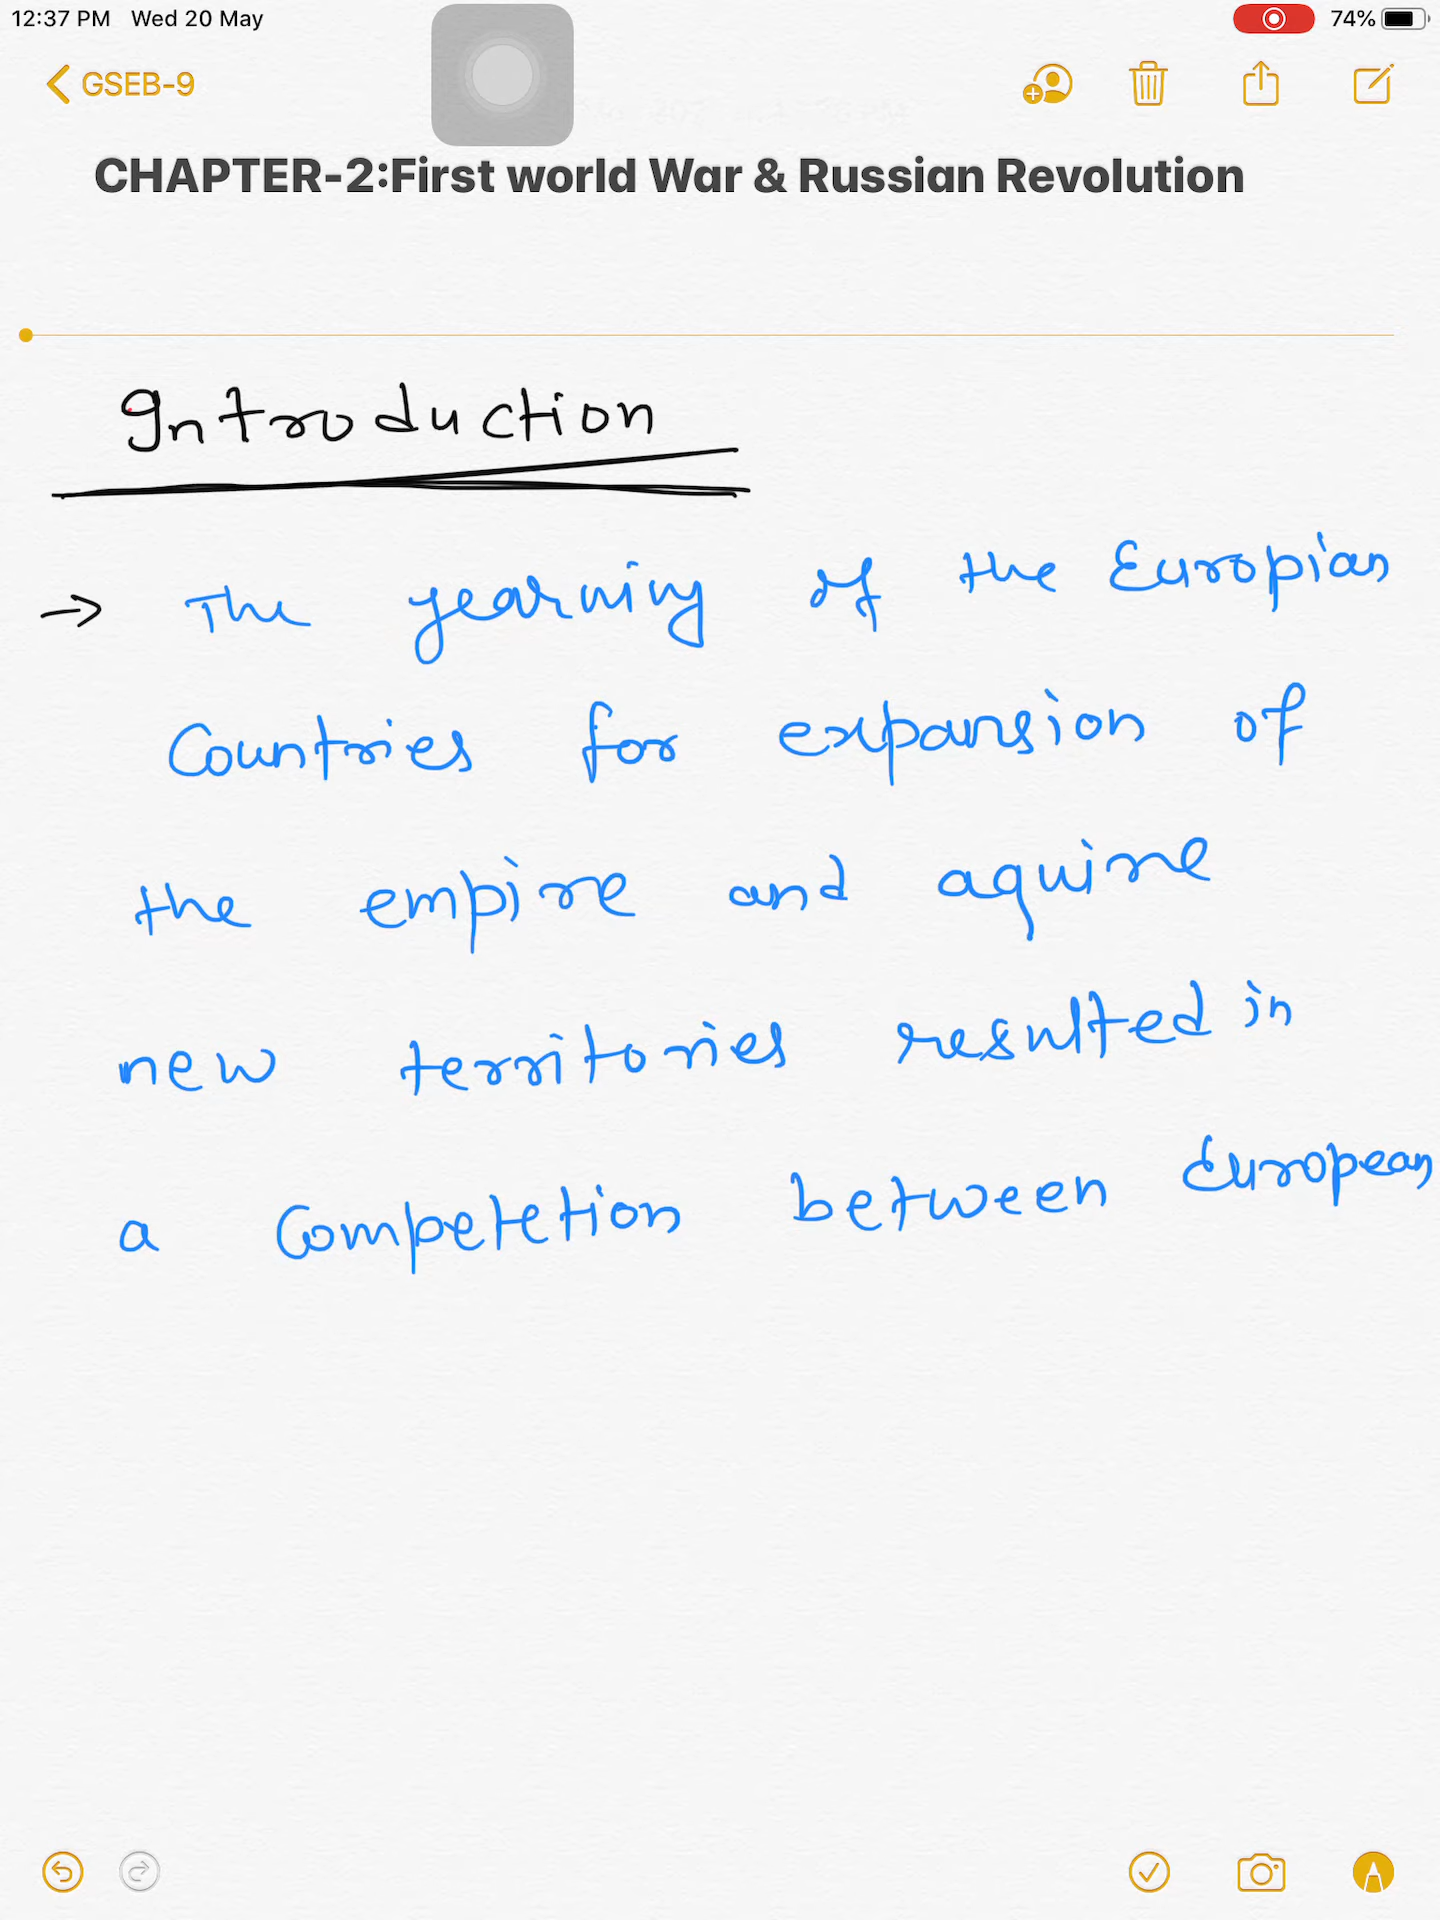 12:37 PM Wed 20 May 74%
GSEB-9
CHAPTER-2:First world War & Russian Revolution
Introduction
→ The yearning of the Europian
Countries for expansion of
the empire and aquire
new territories resulted in
a Competetion between European